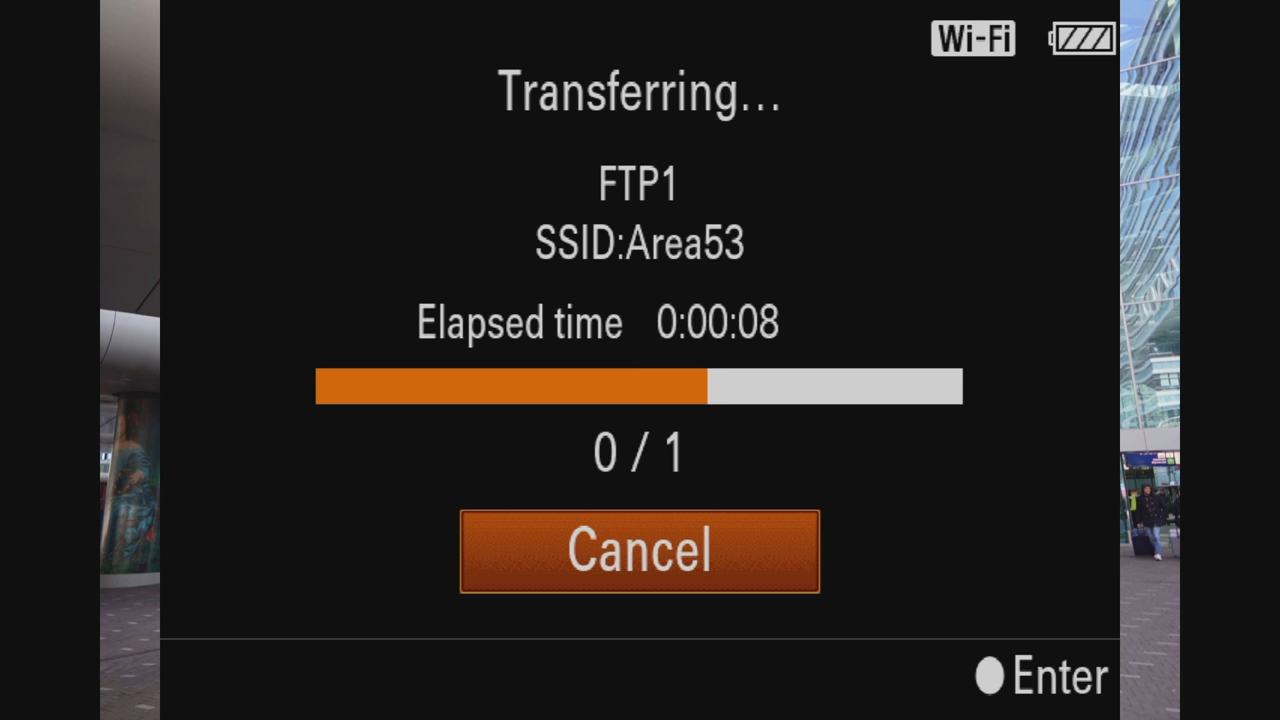 Wi-Fi
Transferring...
FTP1
SSID:Area53
Elapsed time 0:00:08
0 / 1
Cancel
Enter